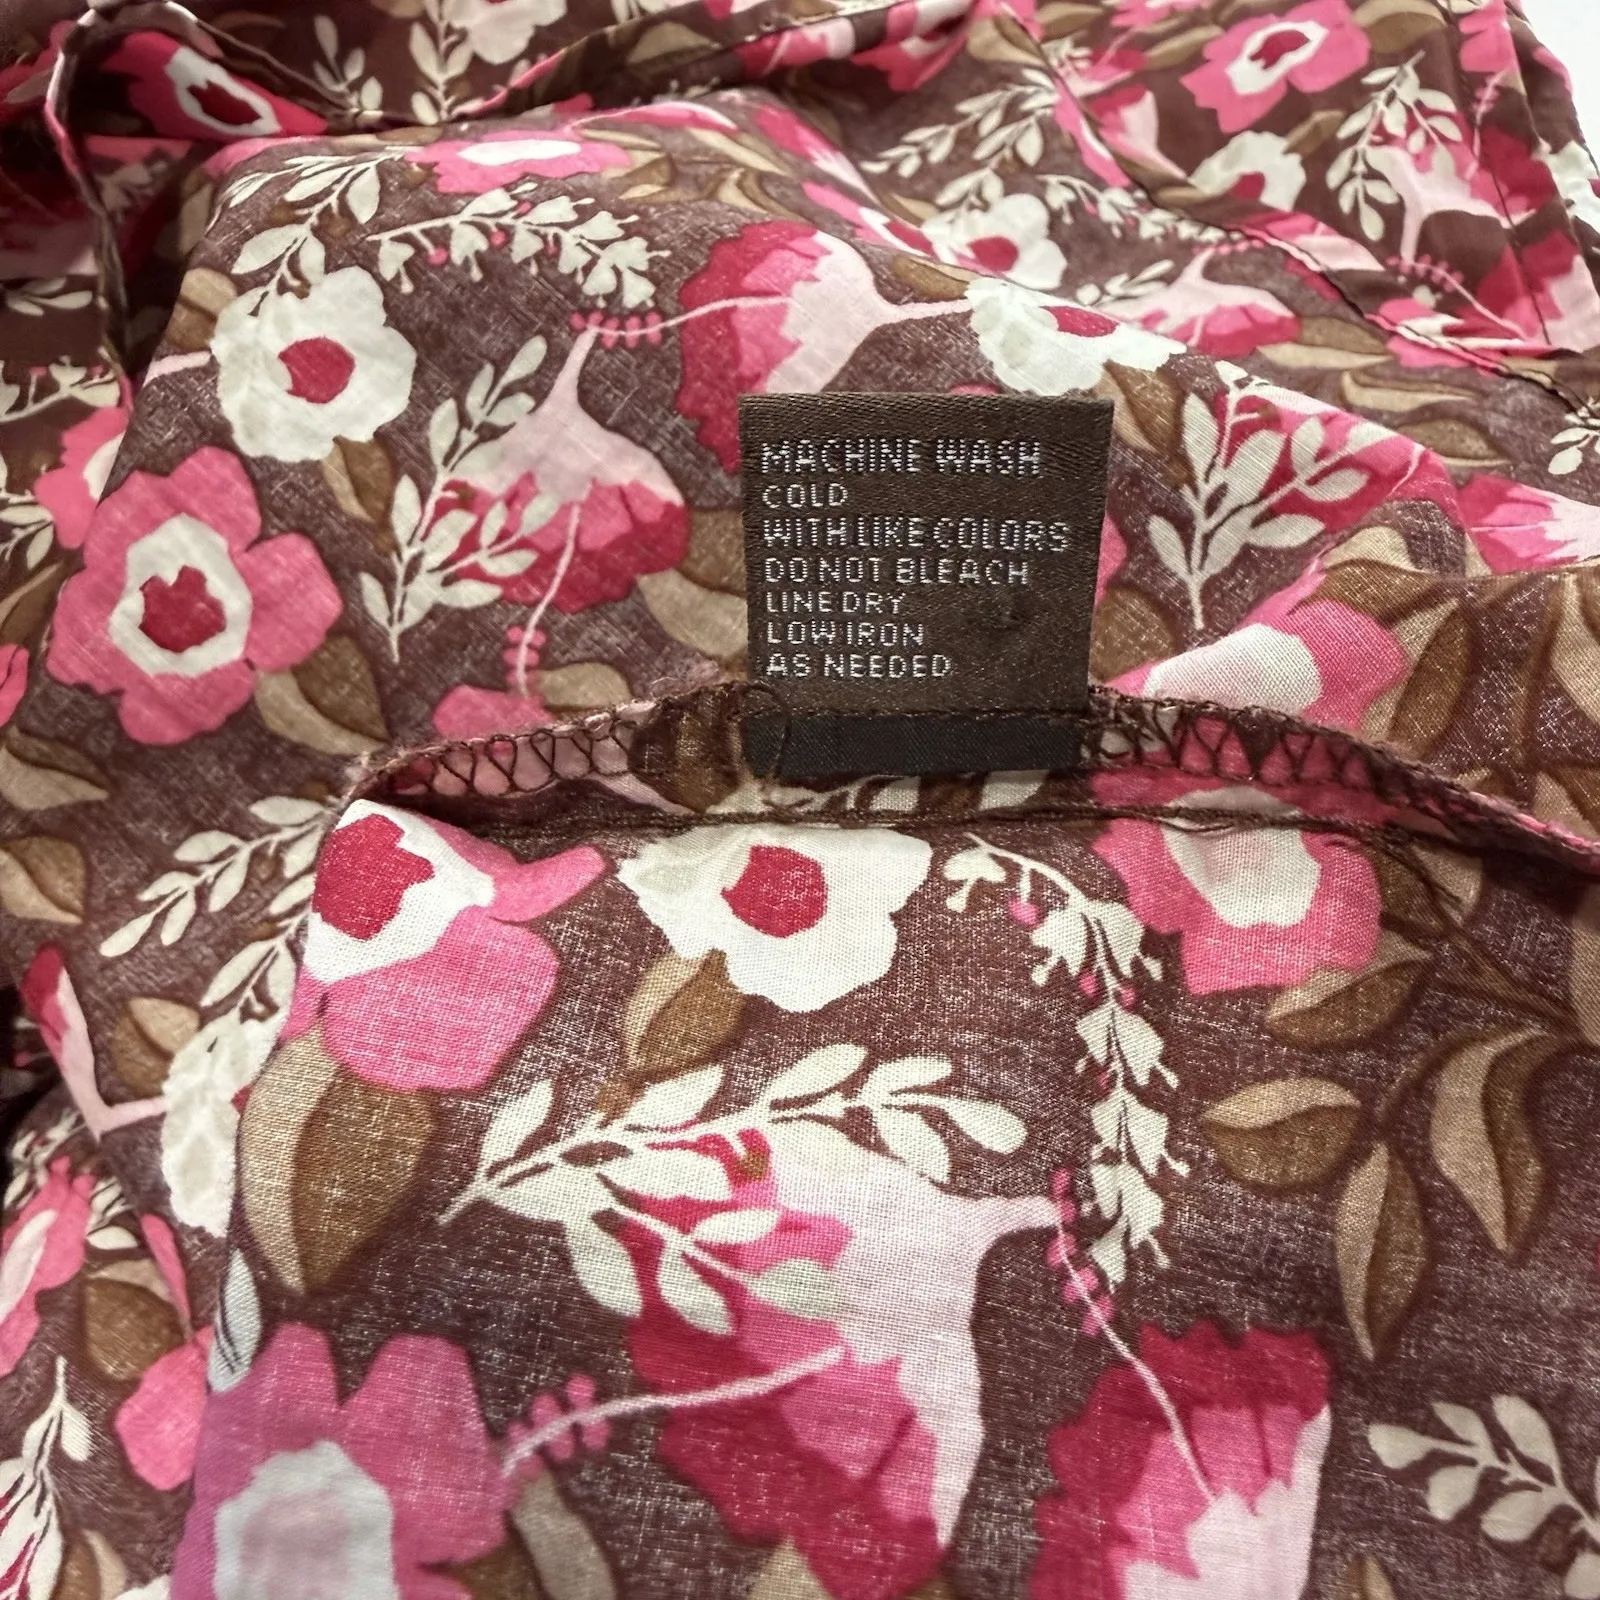 MACHINE WASH
COLD
WITH LIKE COLORS
DO NOT BLEACH
LINE DRY
LOW IRON
AS NEEDED